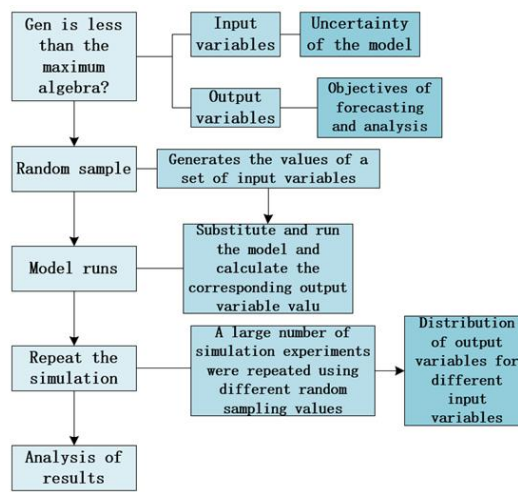 Gen is less
than the
maximum
algebra?
Input
variables
Uncertainty
of the model
Output
variables
Objectives of
forecasting
and analysis
Random sample
Generates the values of a
set of input variables
Model runs
Substitute and run
the model and
calculate the
corresponding output
variable valu
Repeat the
simulation
A large number of
simulation experiments
were repeated using
different random
sampling values
Distribution
of output
variables for
different
input
variables
Analysis of
results